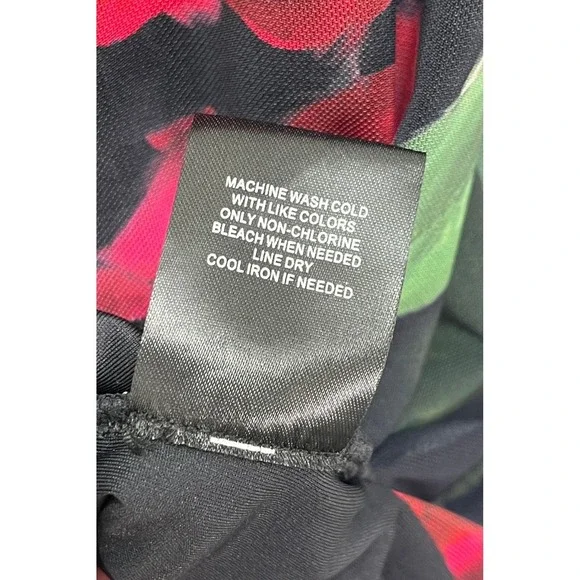 MACHINE WASH COLD
WITH LIKE COLORS
ONLY NON-CHLORINE
BLEACH WHEN NEEDED
LINE DRY
COOL IRON IF NEEDED